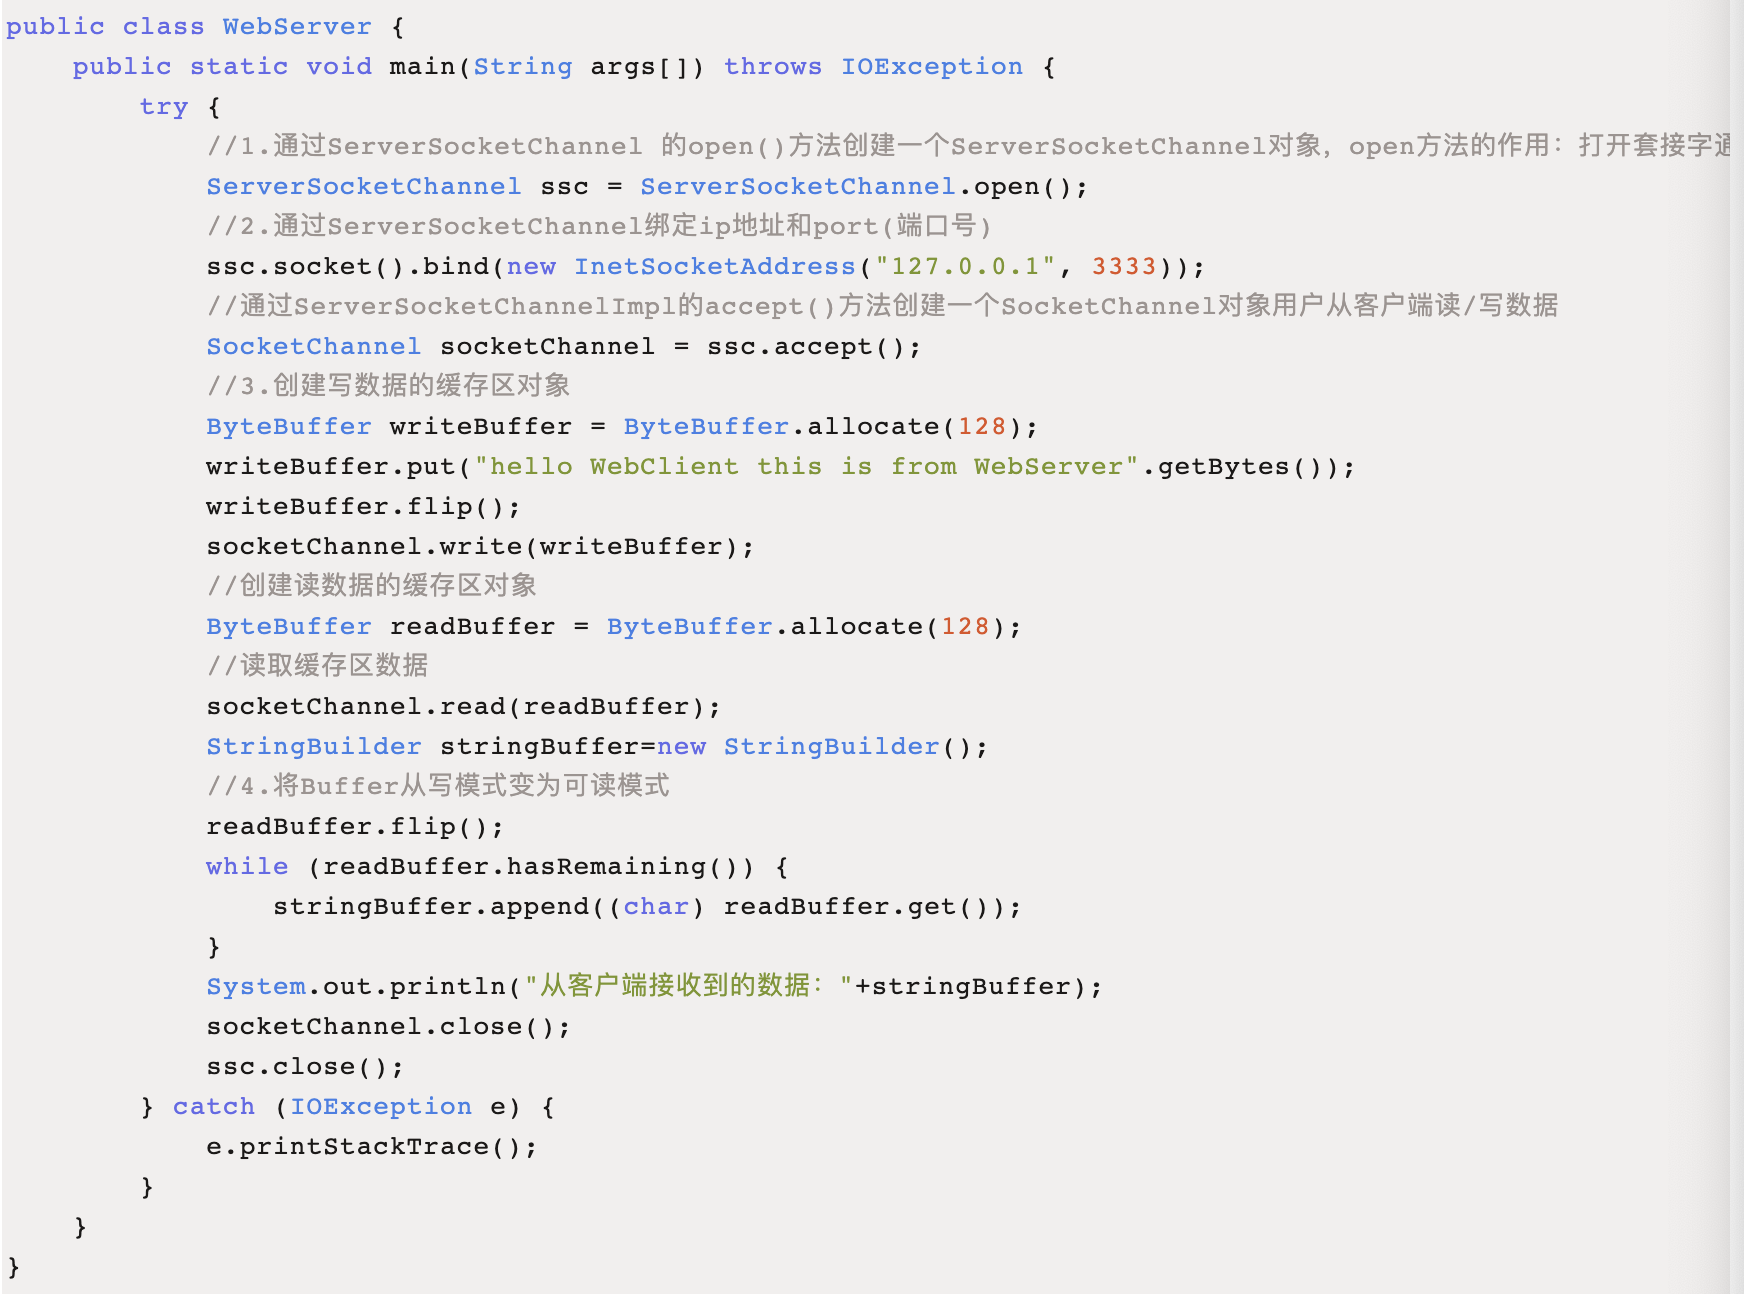 public class WebServer {
    public static void main(String args[]) throws IOException {
        try {
            //1.通过ServerSocketChannel 的open()方法创建一个ServerSocketChannel对象，open方法的作用：打开套接字通
            ServerSocketChannel ssc = ServerSocketChannel.open();
            //2.通过ServerSocketChannel绑定ip地址和port(端口号)
            ssc.socket().bind(new InetSocketAddress("127.0.0.1", 3333));
            //通过ServerSocketChannelImpl的accept()方法创建一个SocketChannel对象用户从客户端读/写数据
            SocketChannel socketChannel = ssc.accept();
            //3.创建写数据的缓存区对象
            ByteBuffer writeBuffer = ByteBuffer.allocate(128);
            writeBuffer.put("hello WebClient this is from WebServer".getBytes());
            writeBuffer.flip();
            socketChannel.write(writeBuffer);
            //创建读数据的缓存区对象
            ByteBuffer readBuffer = ByteBuffer.allocate(128);
            //读取缓存区数据
            socketChannel.read(readBuffer);
            StringBuilder stringBuffer=new StringBuilder();
            //4.将Buffer从写模式变为可读模式
            readBuffer.flip();
            while (readBuffer.hasRemaining()) {
                stringBuffer.append((char) readBuffer.get());
            }
            System.out.println("从客户端接收到的数据："+stringBuffer);
            socketChannel.close();
            ssc.close();
        } catch (IOException e) {
            e.printStackTrace();
        }
    }
}